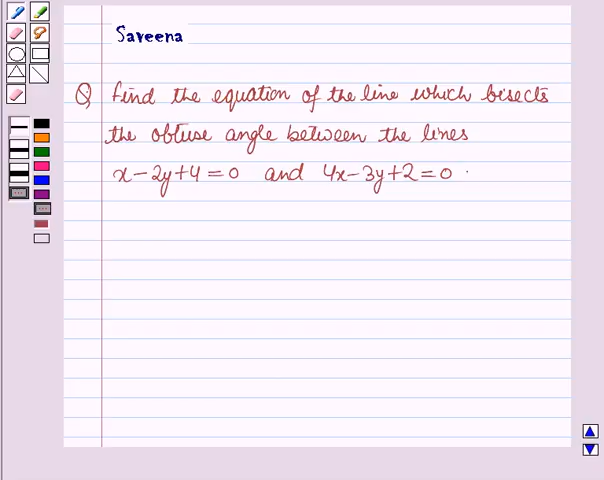 Saveena
Q find the equation of the line which bisects
the obtuse angle between the lines
x - 2y + 4 = 0 and 4x - 3y + 2 = 0.